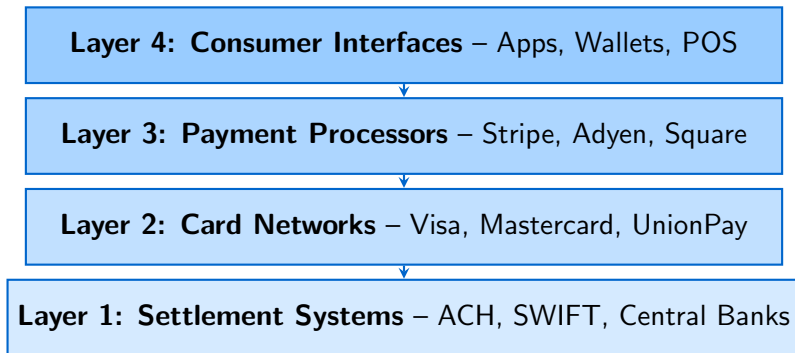 Layer 4: Consumer Interfaces – Apps, Wallets, POS
Layer 3: Payment Processors – Stripe, Adyen, Square
Layer 2: Card Networks – Visa, Mastercard, UnionPay
Layer 1: Settlement Systems – ACH, SWIFT, Central Banks